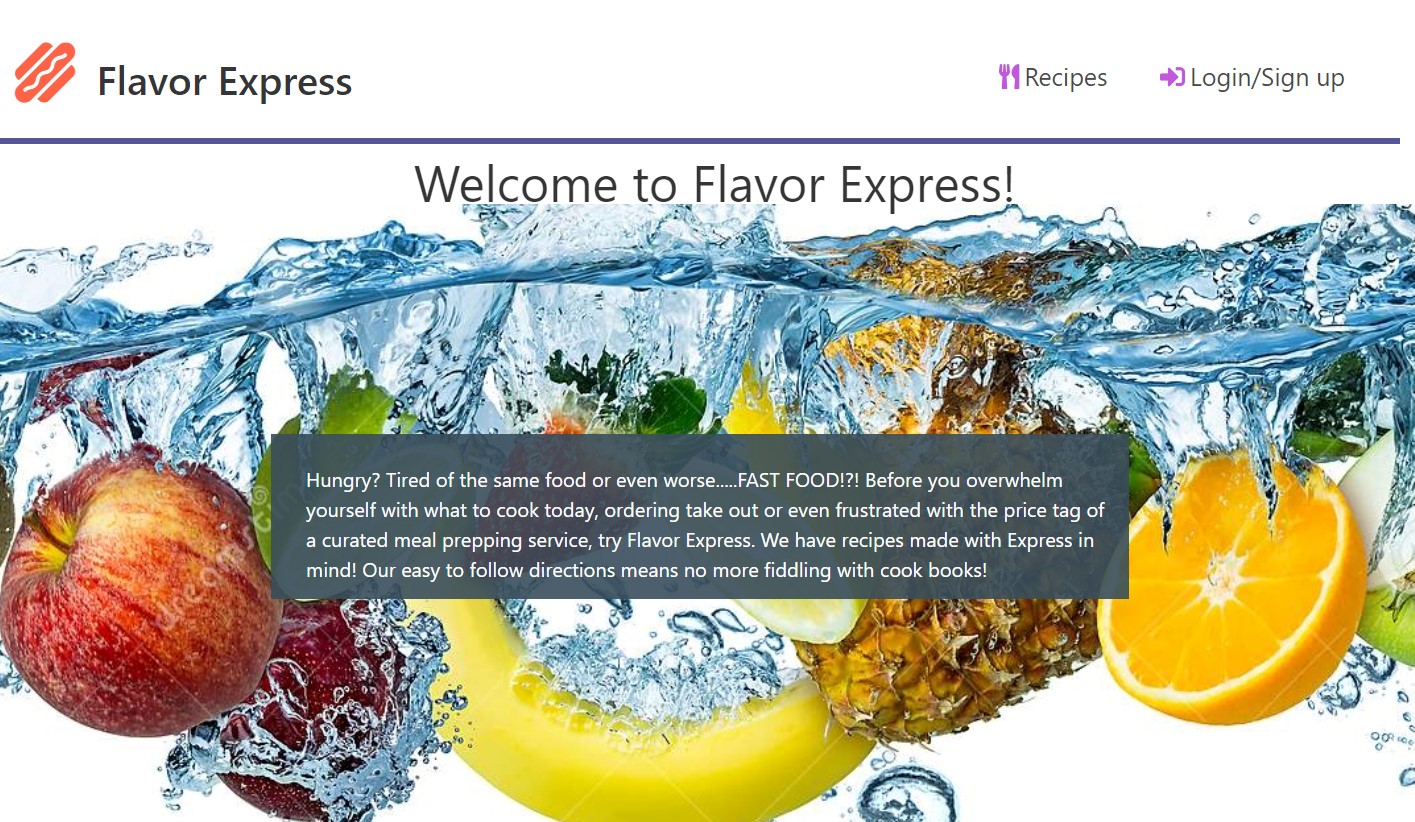 Flavor Express
Recipes
Login/Sign up
Welcome to Flavor Express!
Hungry? Tired of the same food or even worse.....FAST FOOD!?! Before you overwhelm
yourself with what to cook today, ordering take out or even frustrated with the price tag of
a curated meal prepping service, try Flavor Express. We have recipes made with Express in
mind! Our easy to follow directions means no more fiddling with cook books!